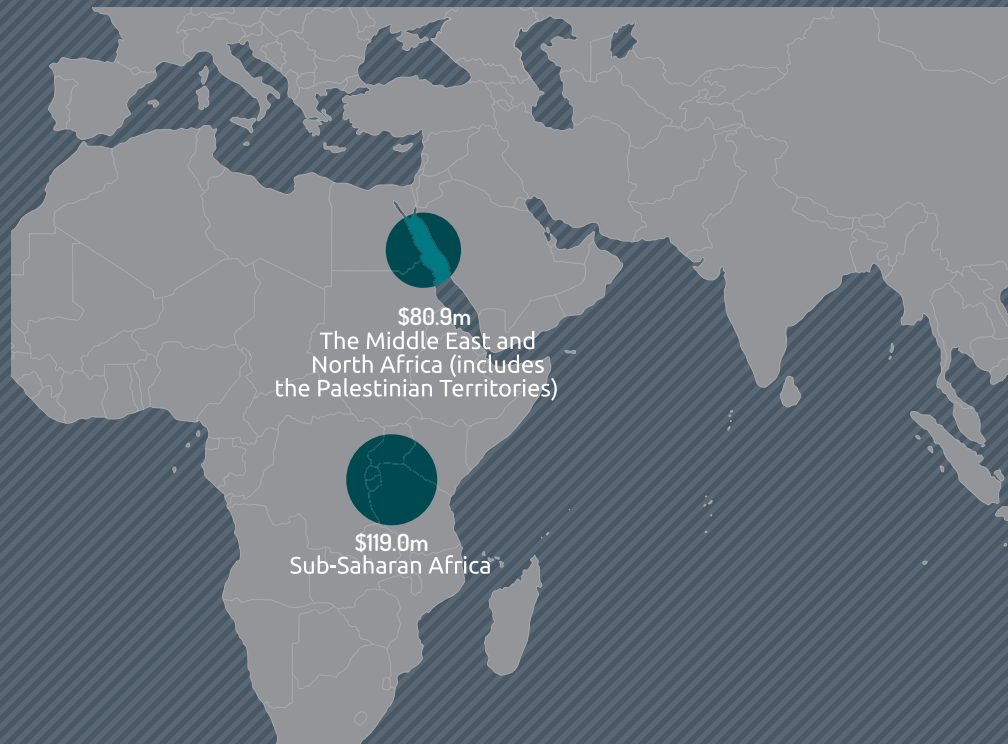 $80.9m
The Middle East and
North Africa (includes
the Palestinian Territories)
$119.0m
Sub-Saharan Africa